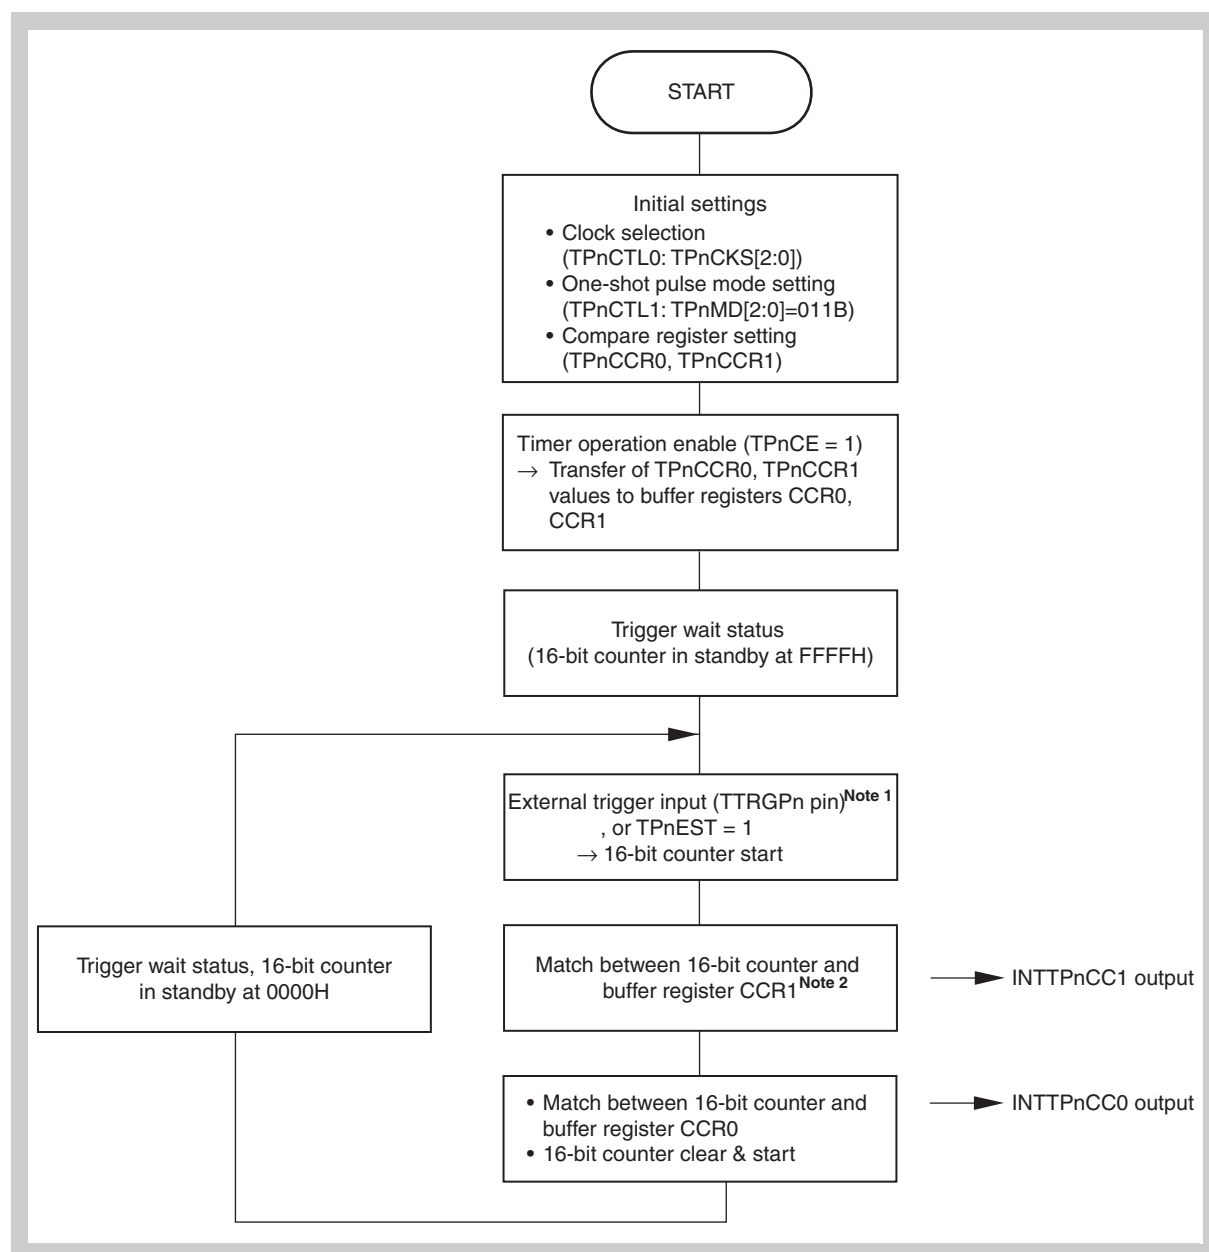 START
Initial settings
• Clock selection
(TPnCTL0: TPnCKS[2:0])
• One-shot pulse mode setting
(TPnCTL1: TPnMD[2:0]=011B)
• Compare register setting
(TPnCCR0, TPnCCR1)
Timer operation enable (TPnCE = 1)
→ Transfer of TPnCCR0, TPnCCR1
values to buffer registers CCR0,
CCR1
Trigger wait status
(16-bit counter in standby at FFFFH)
External trigger input (TTRGPn pin)Note 1
, or TPnEST = 1
→ 16-bit counter start
Trigger wait status, 16-bit counter
in standby at 0000H
Match between 16-bit counter and
buffer register CCR1Note 2
INTTPnCC1 output
• Match between 16-bit counter and
buffer register CCR0
• 16-bit counter clear & start
INTTPnCC0 output